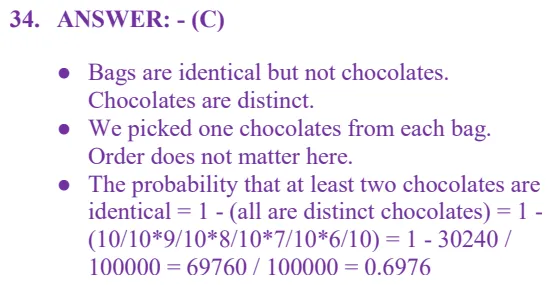 34. ANSWER: - (C)
● Bags are identical but not chocolates.
Chocolates are distinct.
● We picked one chocolates from each bag.
Order does not matter here.
● The probability that at least two chocolates are
identical = 1 - (all are distinct chocolates) = 1 -
(10/10*9/10*8/10*7/10*6/10) = 1 - 30240 /
100000 = 69760 / 100000 = 0.6976